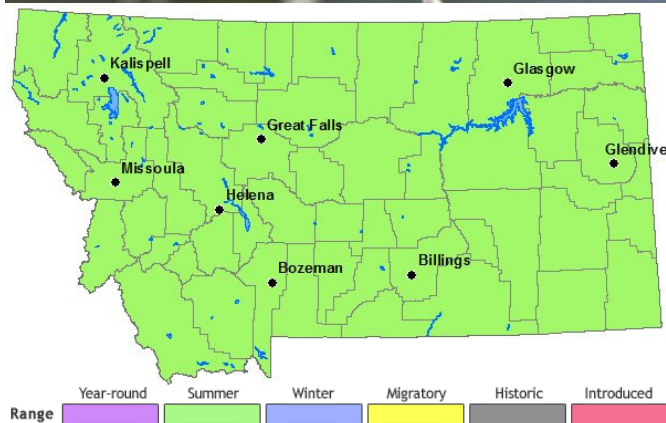 Kalispell
Glasgow
Great Falls
Glendive
Missoula
Helena
Bozeman
Billings
Year-round Summer Winter Migratory Historic Introduced
Range